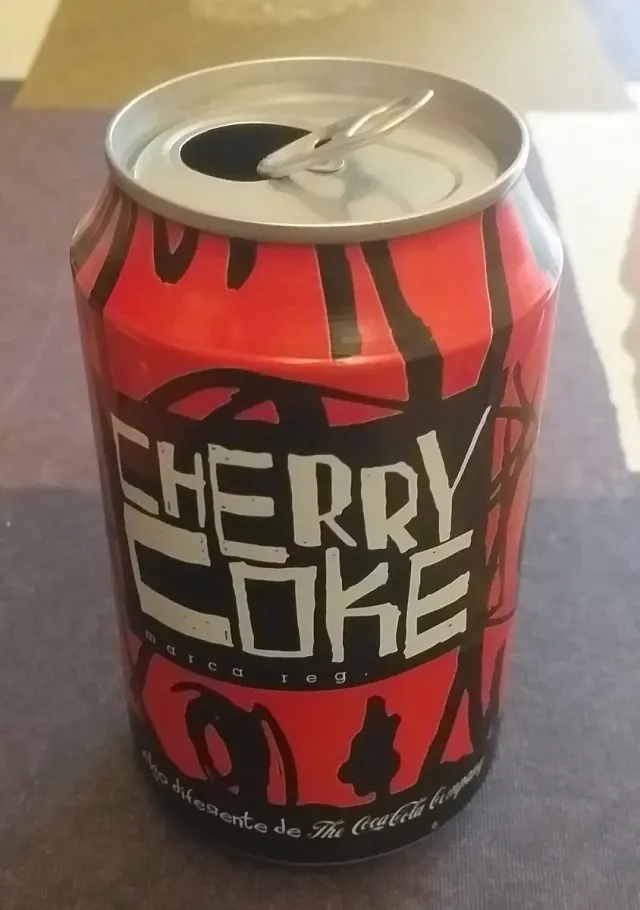 CHERRY
COKE
marca reg.
algo diferente de The Coca-Cola Company